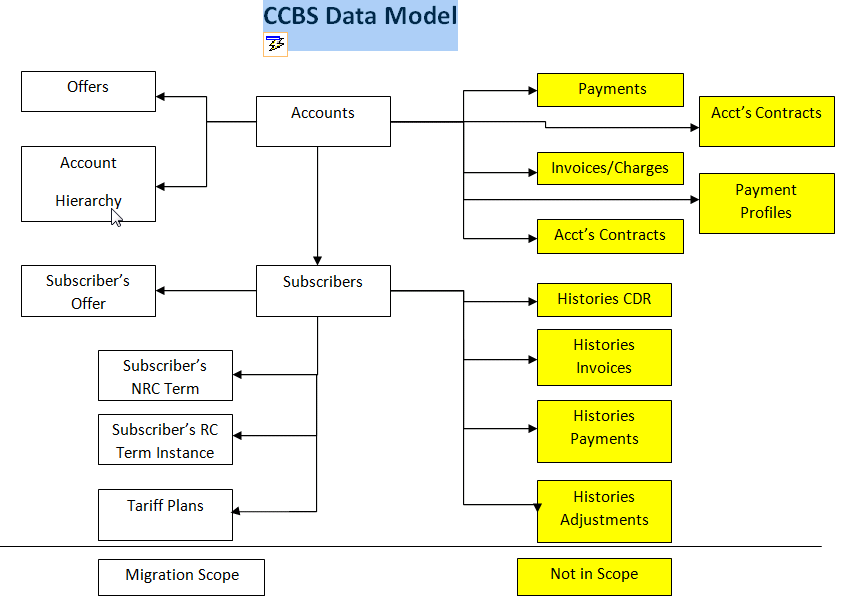 CCBS Data Model
Offers
Accounts
Payments
Acct's Contracts
Account
Hierarchy
Invoices/Charges
Payment
Profiles
Acct's Contracts
Subscriber's
Offer
Subscribers
Histories CDR
Subscriber's
NRC Term
Histories
Invoices
Subscriber's RC
Term Instance
Histories
Payments
Tariff Plans
Histories
Adjustments
Migration Scope
Not in Scope